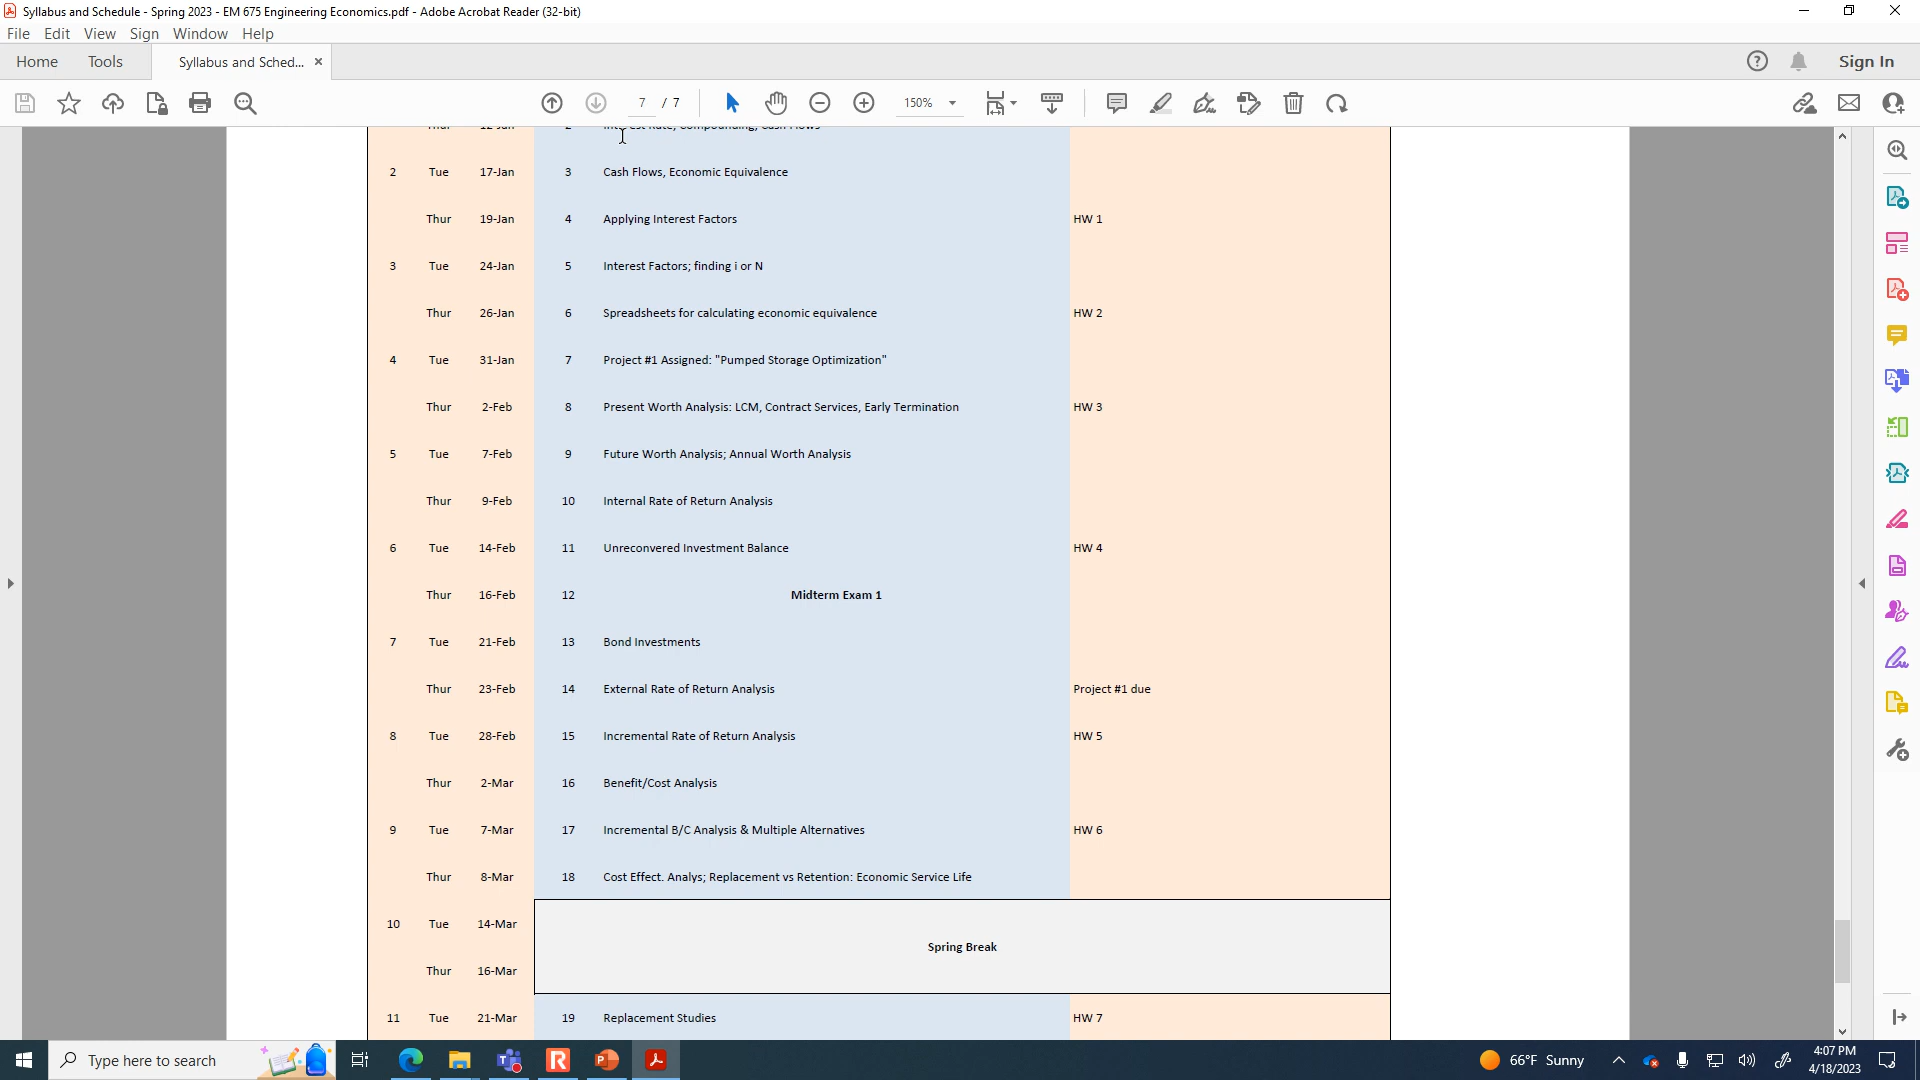 Syllabus and Schedule - Spring 2023 - EM 675 Engineering Economics.pdf - Adobe Acrobat Reader (32-bit)
File Edit View Sign Window Help
Home Tools Syllabus and Sched... × Sign In
7 / 7 150%
Thur 12-Jan 2 Interest Rate, Compounding, Cash Flows
2 Tue 17-Jan 3 Cash Flows, Economic Equivalence
Thur 19-Jan 4 Applying Interest Factors HW 1
3 Tue 24-Jan 5 Interest Factors; finding i or N
Thur 26-Jan 6 Spreadsheets for calculating economic equivalence HW 2
4 Tue 31-Jan 7 Project #1 Assigned: "Pumped Storage Optimization"
Thur 2-Feb 8 Present Worth Analysis: LCM, Contract Services, Early Termination HW 3
5 Tue 7-Feb 9 Future Worth Analysis; Annual Worth Analysis
Thur 9-Feb 10 Internal Rate of Return Analysis
6 Tue 14-Feb 11 Unreconvered Investment Balance HW 4
Thur 16-Feb 12 Midterm Exam 1
7 Tue 21-Feb 13 Bond Investments
Thur 23-Feb 14 External Rate of Return Analysis Project #1 due
8 Tue 28-Feb 15 Incremental Rate of Return Analysis HW 5
Thur 2-Mar 16 Benefit/Cost Analysis
9 Tue 7-Mar 17 Incremental B/C Analysis & Multiple Alternatives HW 6
Thur 8-Mar 18 Cost Effect. Analys; Replacement vs Retention: Economic Service Life
10 Tue 14-Mar
Spring Break
Thur 16-Mar
11 Tue 21-Mar 19 Replacement Studies HW 7
Type here to search 66°F Sunny 4:07 PM
4/18/2023